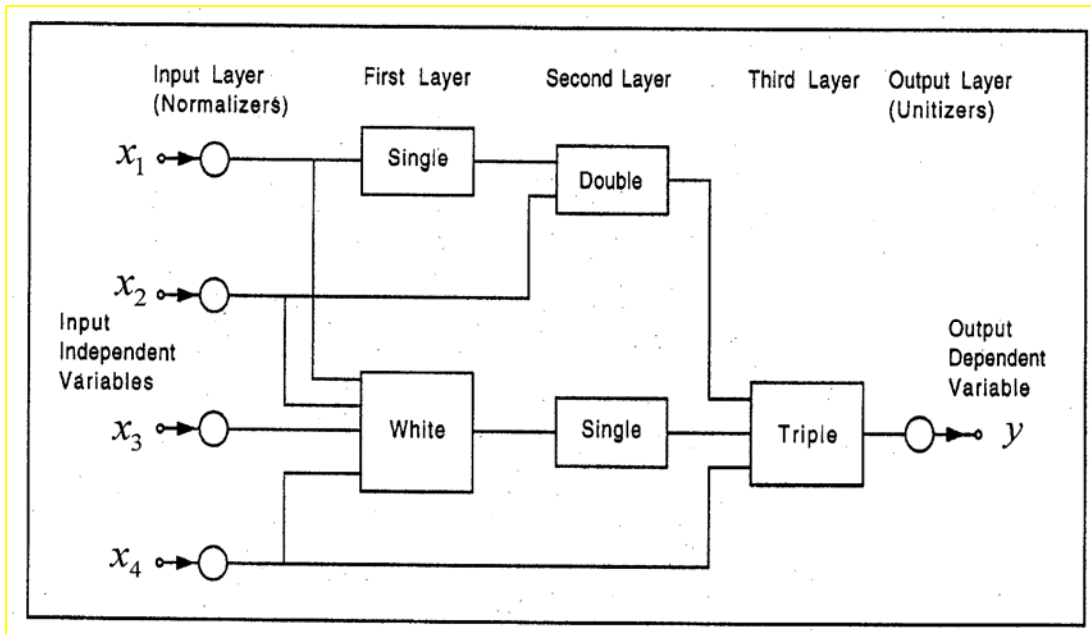 Input Layer
(Normalizers)
First Layer
Second Layer
Third Layer
Output Layer
(Unitizers)
x1
Single
Double
x2
Input
Independent
Variables
Output
Dependent
Variable
x3
White
Single
Triple
y
x4